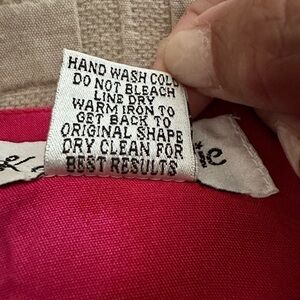 HAND WASH COLD
DO NOT BLEACH
LINE DRY
WARM IRON TO
GET BACK TO
ORIGINAL SHAPE
DRY CLEAN FOR
BEST RESULTS